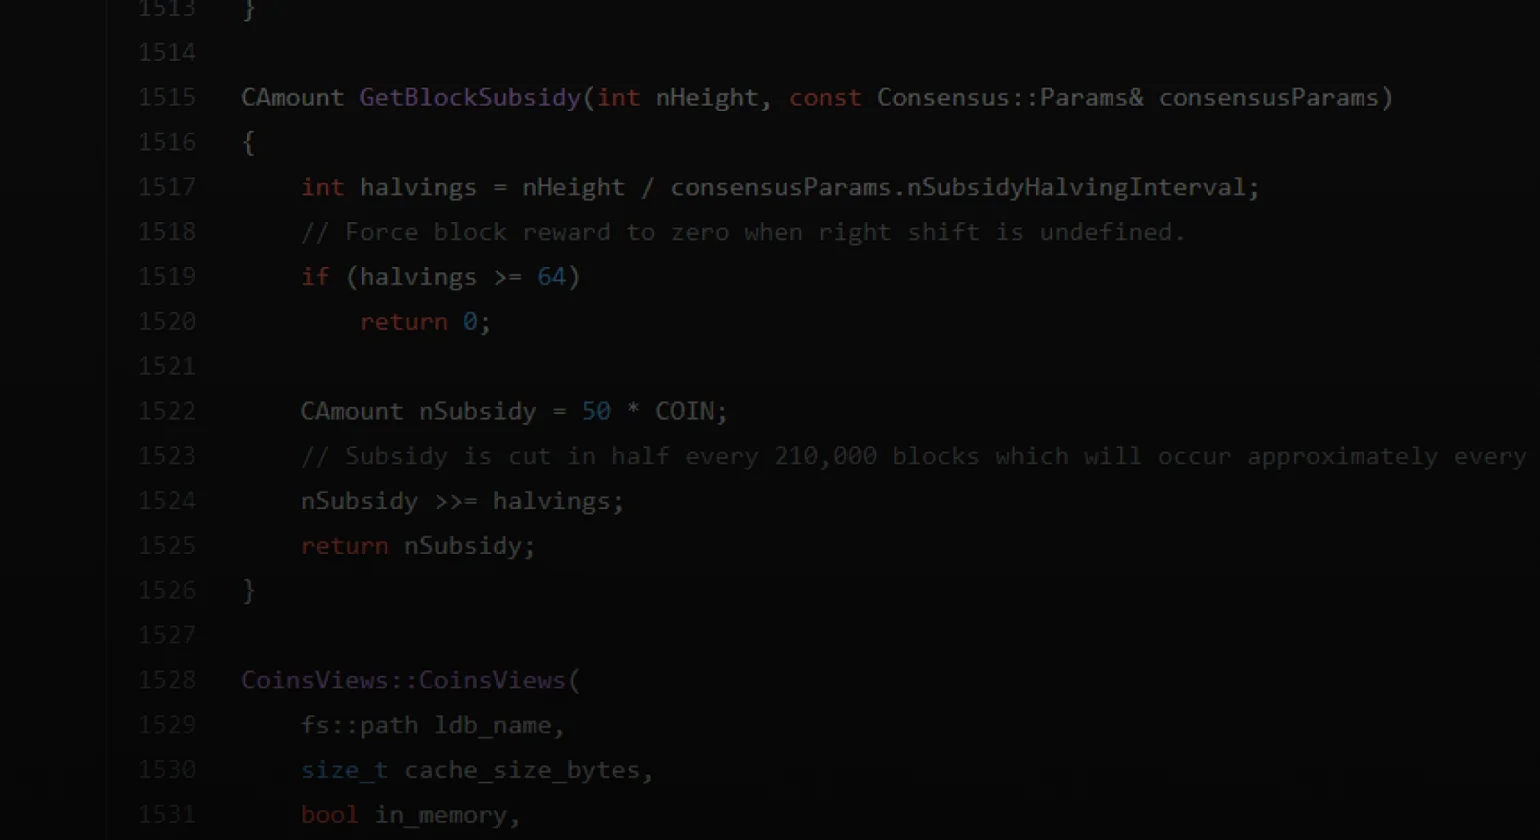 1513 }
1514
1515 CAmount GetBlockSubsidy(int nHeight, const Consensus::Params& consensusParams)
1516 {
1517     int halvings = nHeight / consensusParams.nSubsidyHalvingInterval;
1518     // Force block reward to zero when right shift is undefined.
1519     if (halvings >= 64)
1520         return 0;
1521
1522     CAmount nSubsidy = 50 * COIN;
1523     // Subsidy is cut in half every 210,000 blocks which will occur approximately every
1524     nSubsidy >>= halvings;
1525     return nSubsidy;
1526 }
1527
1528 CoinsViews::CoinsViews(
1529     fs::path ldb_name,
1530     size_t cache_size_bytes,
1531     bool in_memory,